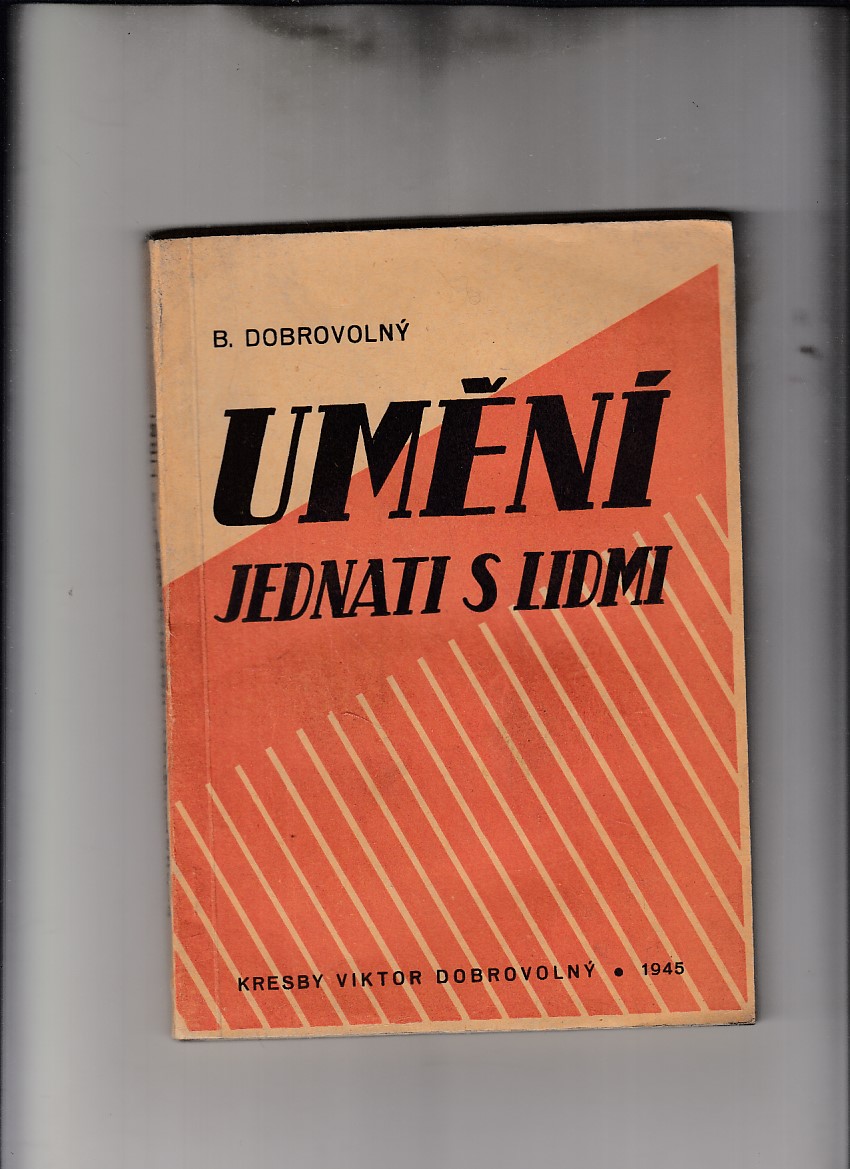 B. DOBROVOLNÝ
UMĚNÍ
JEDNATI S LIDMI
KRESBY VIKTOR DOBROVOLNÝ • 1945